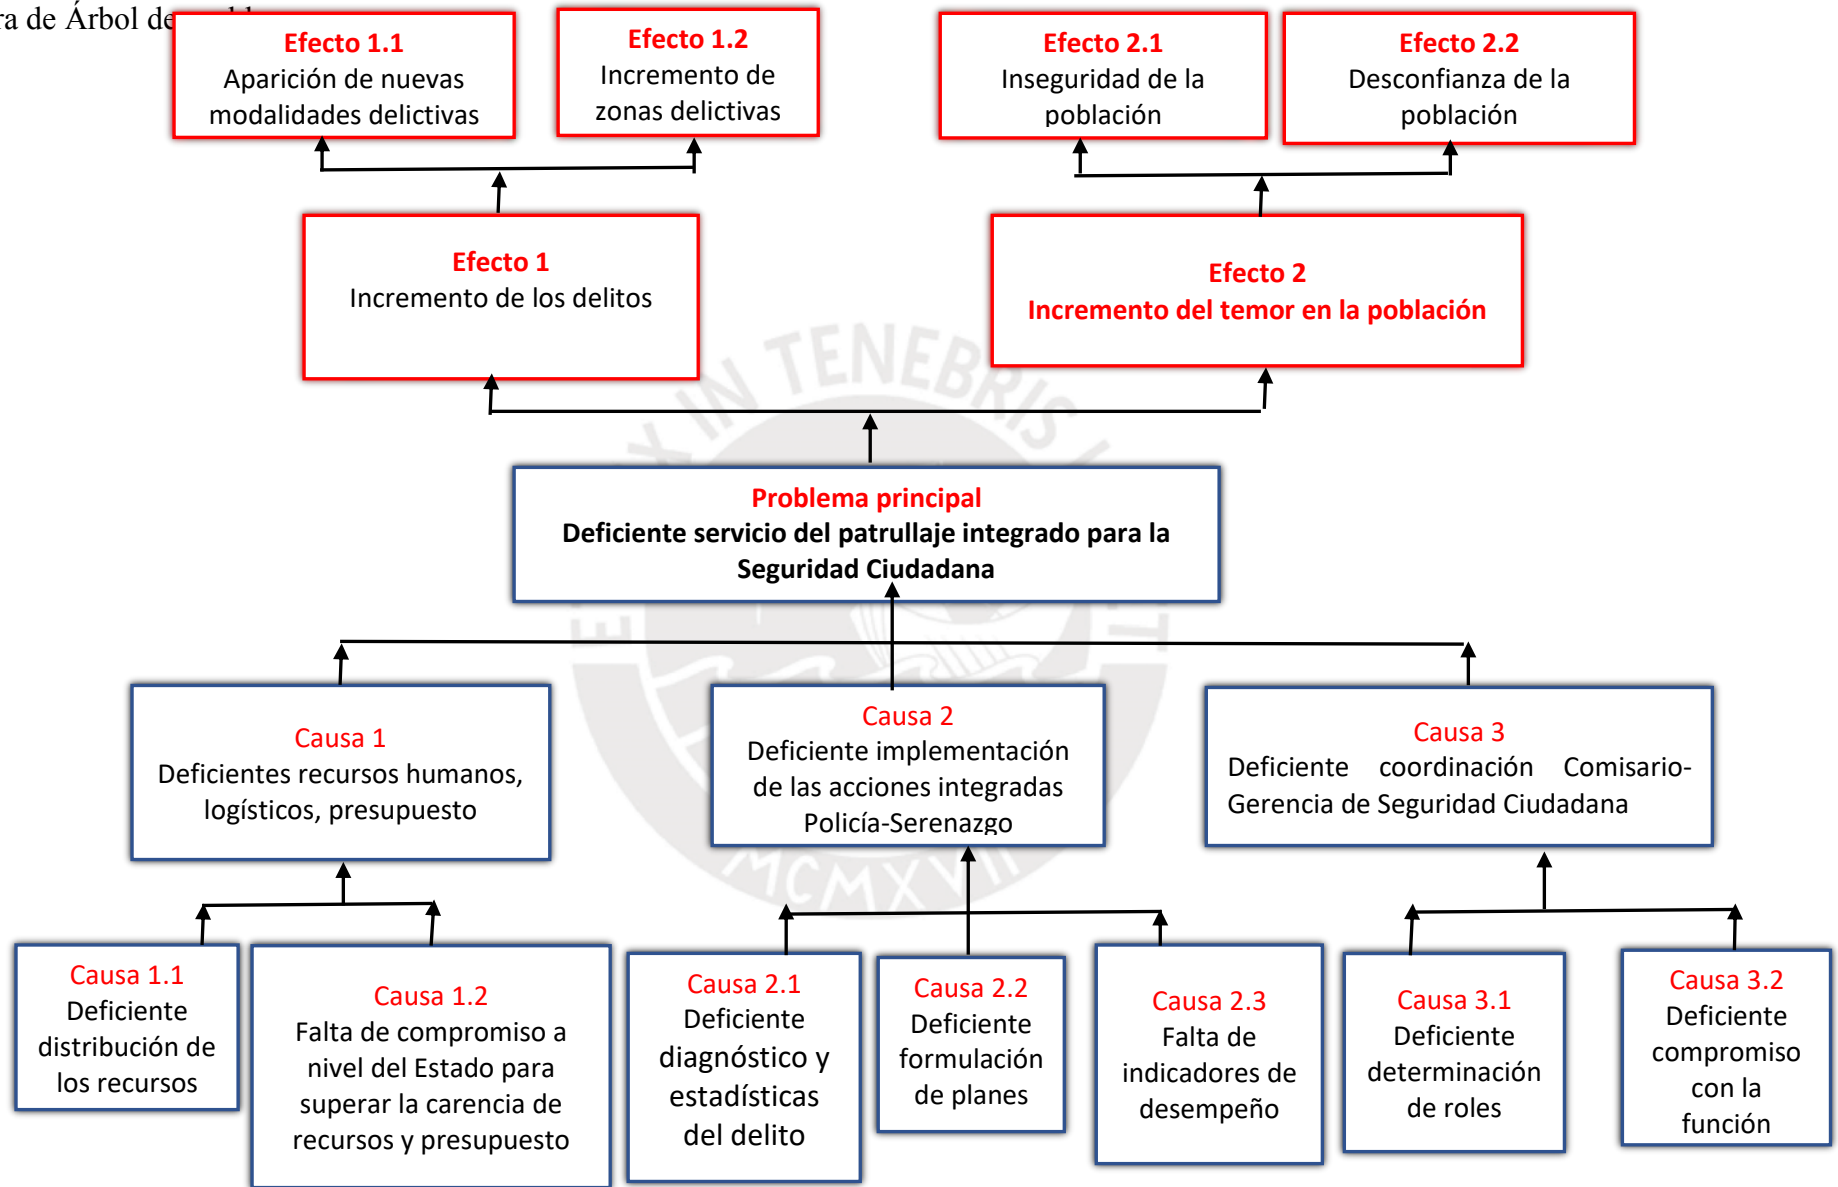 ra de Árbol de
Efecto 1.1
Aparición de nuevas
modalidades delictivas
Efecto 1.2
Incremento de
zonas delictivas
Efecto 2.1
Inseguridad de la
población
Efecto 2.2
Desconfianza de la
población
Efecto 1
Incremento de los delitos
Efecto 2
Incremento del temor en la población
Problema principal
Deficiente servicio del patrullaje integrado para la
Seguridad Ciudadana
Causa 1
Deficientes recursos humanos,
logísticos, presupuesto
Causa 2
Deficiente implementación
de las acciones integradas
Policía-Serenazgo
Causa 3
Deficiente coordinación Comisario-
Gerencia de Seguridad Ciudadana
Causa 1.1
Deficiente
distribución de
los recursos
Causa 1.2
Falta de compromiso a
nivel del Estado para
superar la carencia de
recursos y presupuesto
Causa 2.1
Deficiente
diagnóstico y
estadísticas
del delito
Causa 2.2
Deficiente
formulación
de planes
Causa 2.3
Falta de
indicadores de
desempeño
Causa 3.1
Deficiente
determinación
de roles
Causa 3.2
Deficiente
compromiso
con la
función
IN TENEBRIS
MCMXVII